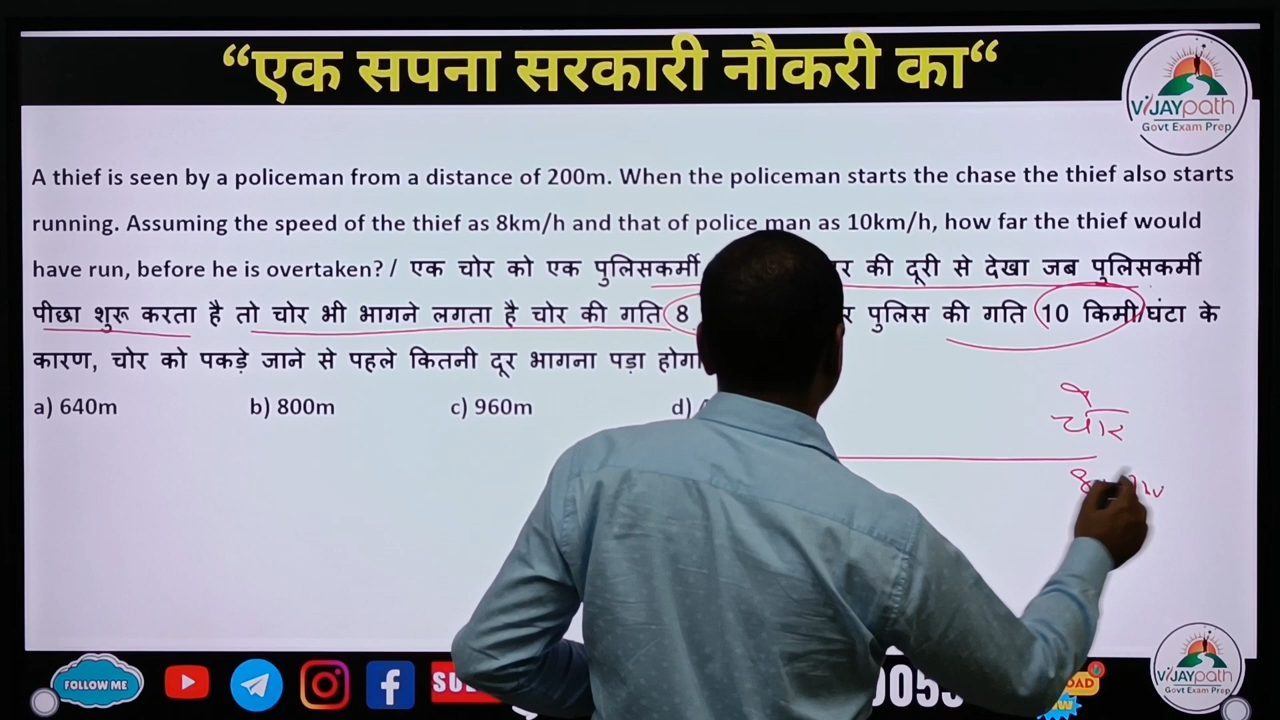 “एक सपना सरकारी नौकरी का“
VIJAYpath
Govt Exam Prep
A thief is seen by a policeman from a distance of 200m. When the policeman starts the chase the thief also starts
running. Assuming the speed of the thief as 8km/h and that of police man as 10km/h, how far the thief would
have run, before he is overtaken? / एक चोर को एक पुलिसकर्मी की दूरी से देखा जब पुलिसकर्मी
पीछा शुरू करता है तो चोर भी भागने लगता है चोर की गति 8 पुलिस की गति 10 किमी/घंटा के
कारण, चोर को पकड़े जाने से पहले कितनी दूर भागना पड़ा होगा
a) 640m b) 800m c) 960m d)
चोर
8
FOLLOW ME
VIJAYpath
Govt Exam Prep